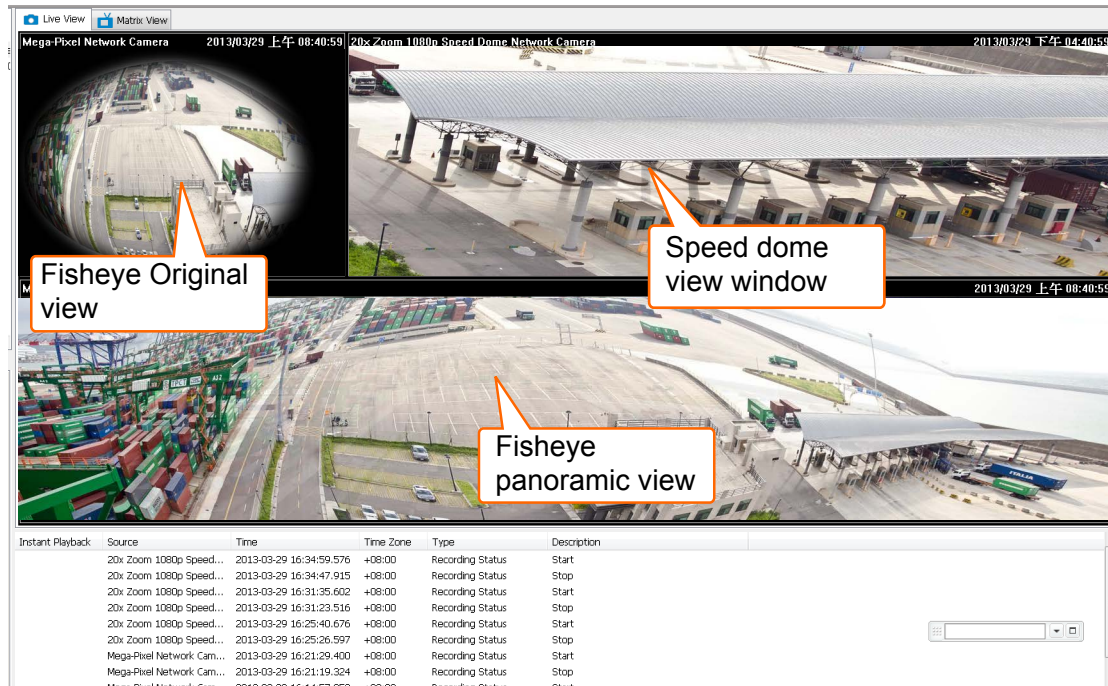 Live View
Matrix View
Mega-Pixel Network Camera 2013/03/29 上午 08:40:59
20x Zoom 1080p Speed Dome Network Camera 2013/03/29 下午 04:40:59
Fisheye Original
view
Speed dome
view window
M 2013/03/29 上午 08:40:59
Fisheye
panoramic view
ITALIA
Instant Playback Source Time Time Zone Type Description
20x Zoom 1080p Speed... 2013-03-29 16:34:59.576 +08:00 Recording Status Start
20x Zoom 1080p Speed... 2013-03-29 16:34:47.915 +08:00 Recording Status Stop
20x Zoom 1080p Speed... 2013-03-29 16:31:35.602 +08:00 Recording Status Start
20x Zoom 1080p Speed... 2013-03-29 16:31:23.516 +08:00 Recording Status Stop
20x Zoom 1080p Speed... 2013-03-29 16:25:40.676 +08:00 Recording Status Start
20x Zoom 1080p Speed... 2013-03-29 16:25:26.597 +08:00 Recording Status Stop
Mega-Pixel Network Cam... 2013-03-29 16:21:29.400 +08:00 Recording Status Start
Mega-Pixel Network Cam... 2013-03-29 16:21:19.324 +08:00 Recording Status Stop